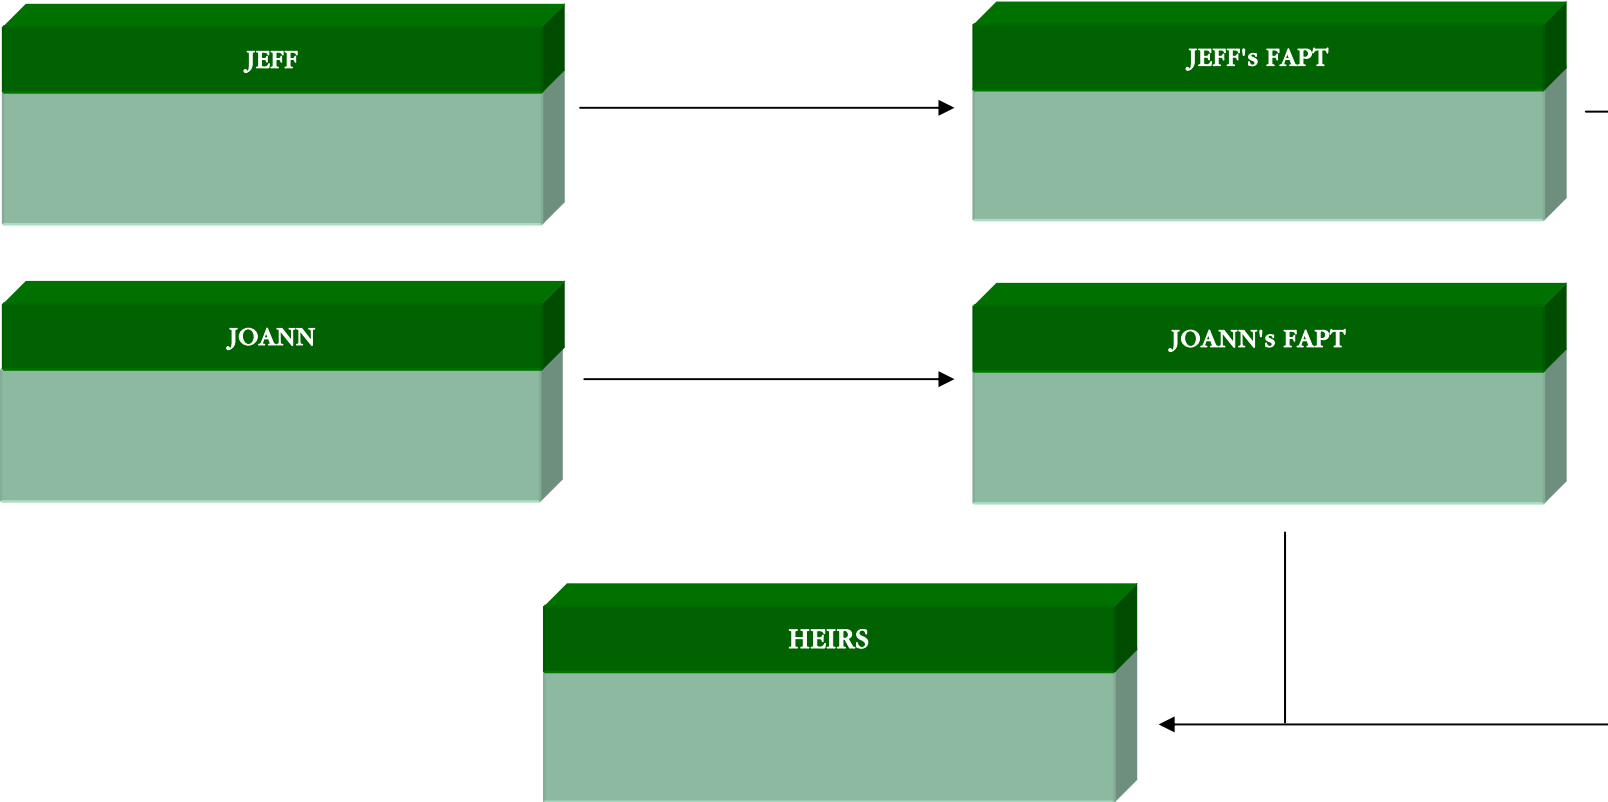 JEFF
JEFF's FAPT
JOANN
JOANN's FAPT
HEIRS